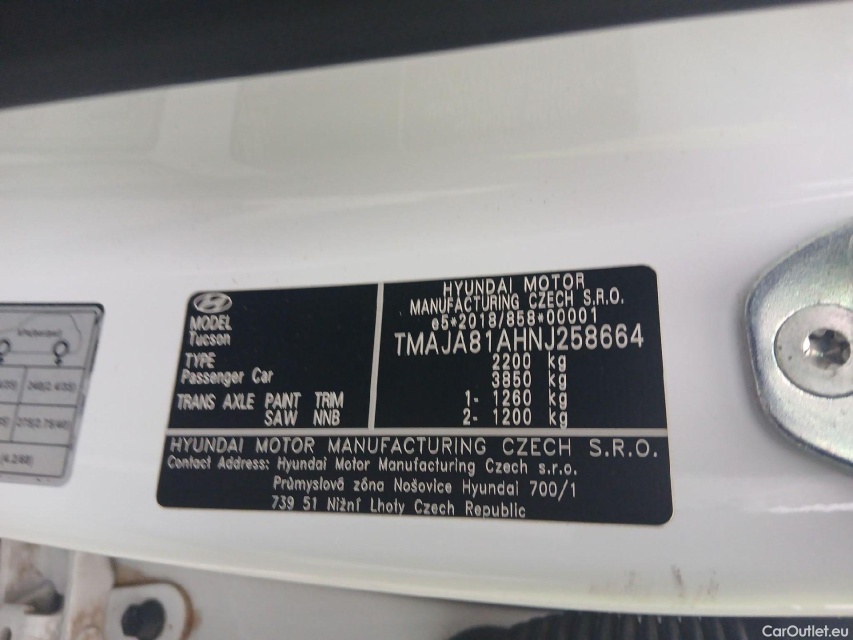 HYUNDAI MOTOR
MANUFACTURING CZECH S.R.O.
e5*2018/858*00001
TMAJA81AHNJ258664
2200 kg
3850 kg
1- 1260 kg
2- 1200 kg
MODEL
Tucson
TYPE
Passenger Car
TRANS AXLE PAINT TRIM
SAW NNB
HYUNDAI MOTOR MANUFACTURING CZECH S.R.O.
Contact Address: Hyundai Motor Manufacturing Czech s.r.o.
Průmyslová zóna Nošovice Hyundai 700/1
739 51 Nižní Lhoty Czech Republic
CarOutlet.eu